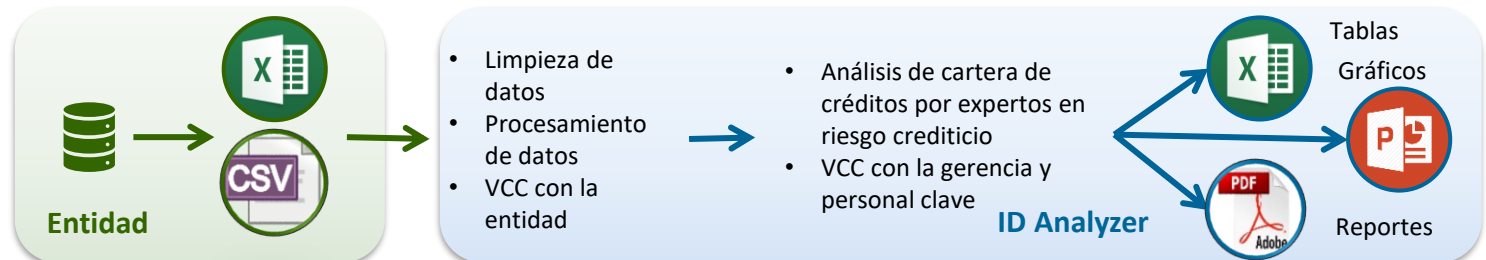 X
CSV
Entidad
• Limpieza de
datos
• Procesamiento
de datos
• VCC con la
entidad
• Análisis de cartera de
créditos por expertos en
riesgo crediticio
• VCC con la gerencia y
personal clave
ID Analyzer
X
Tablas
Gráficos
P
PDF
Adobe
Reportes